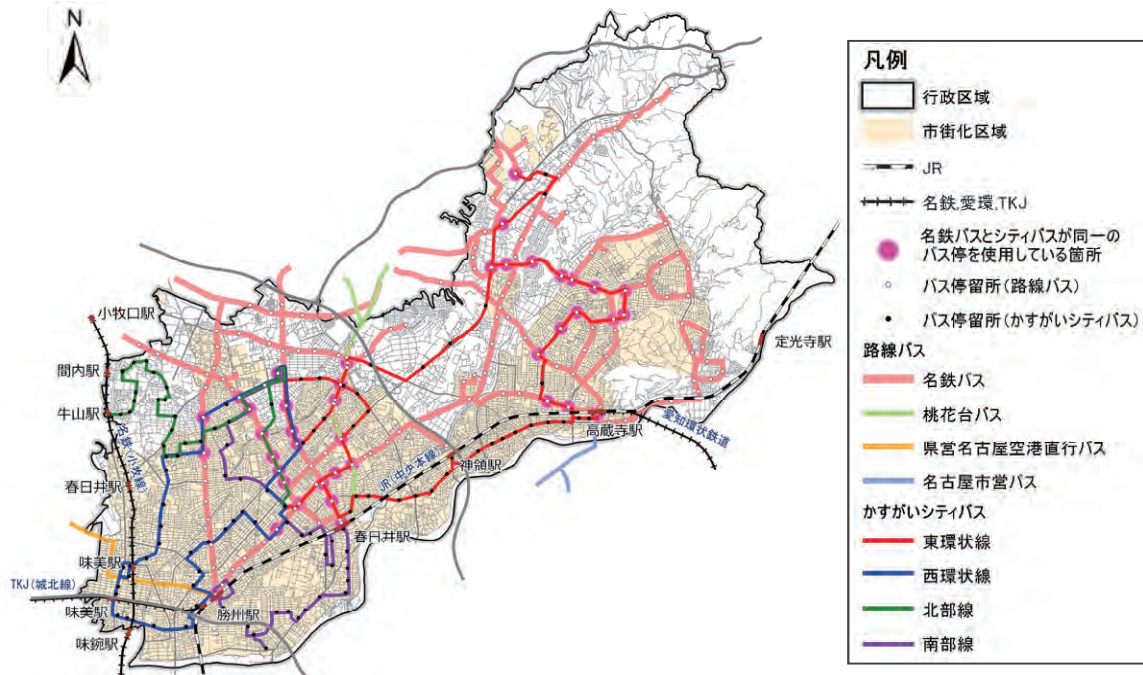 N
小牧口駅
間内駅
牛山駅
名鉄(小牧線)
春日井駅
味美駅
TKJ(城北線)
味美駅
味鋺駅
勝川駅
春日井駅
神領駅
JR(中央本線)
高蔵寺駅
愛知環状鉄道
定光寺駅
凡例
行政区域
市街化区域
JR
名鉄,愛環,TKJ
名鉄バスとシティバスが同一の
バス停を使用している箇所
バス停留所(路線バス)
バス停留所(かすがいシティバス)
路線バス
名鉄バス
桃花台バス
県営名古屋空港直行バス
名古屋市営バス
かすがいシティバス
東環状線
西環状線
北部線
南部線